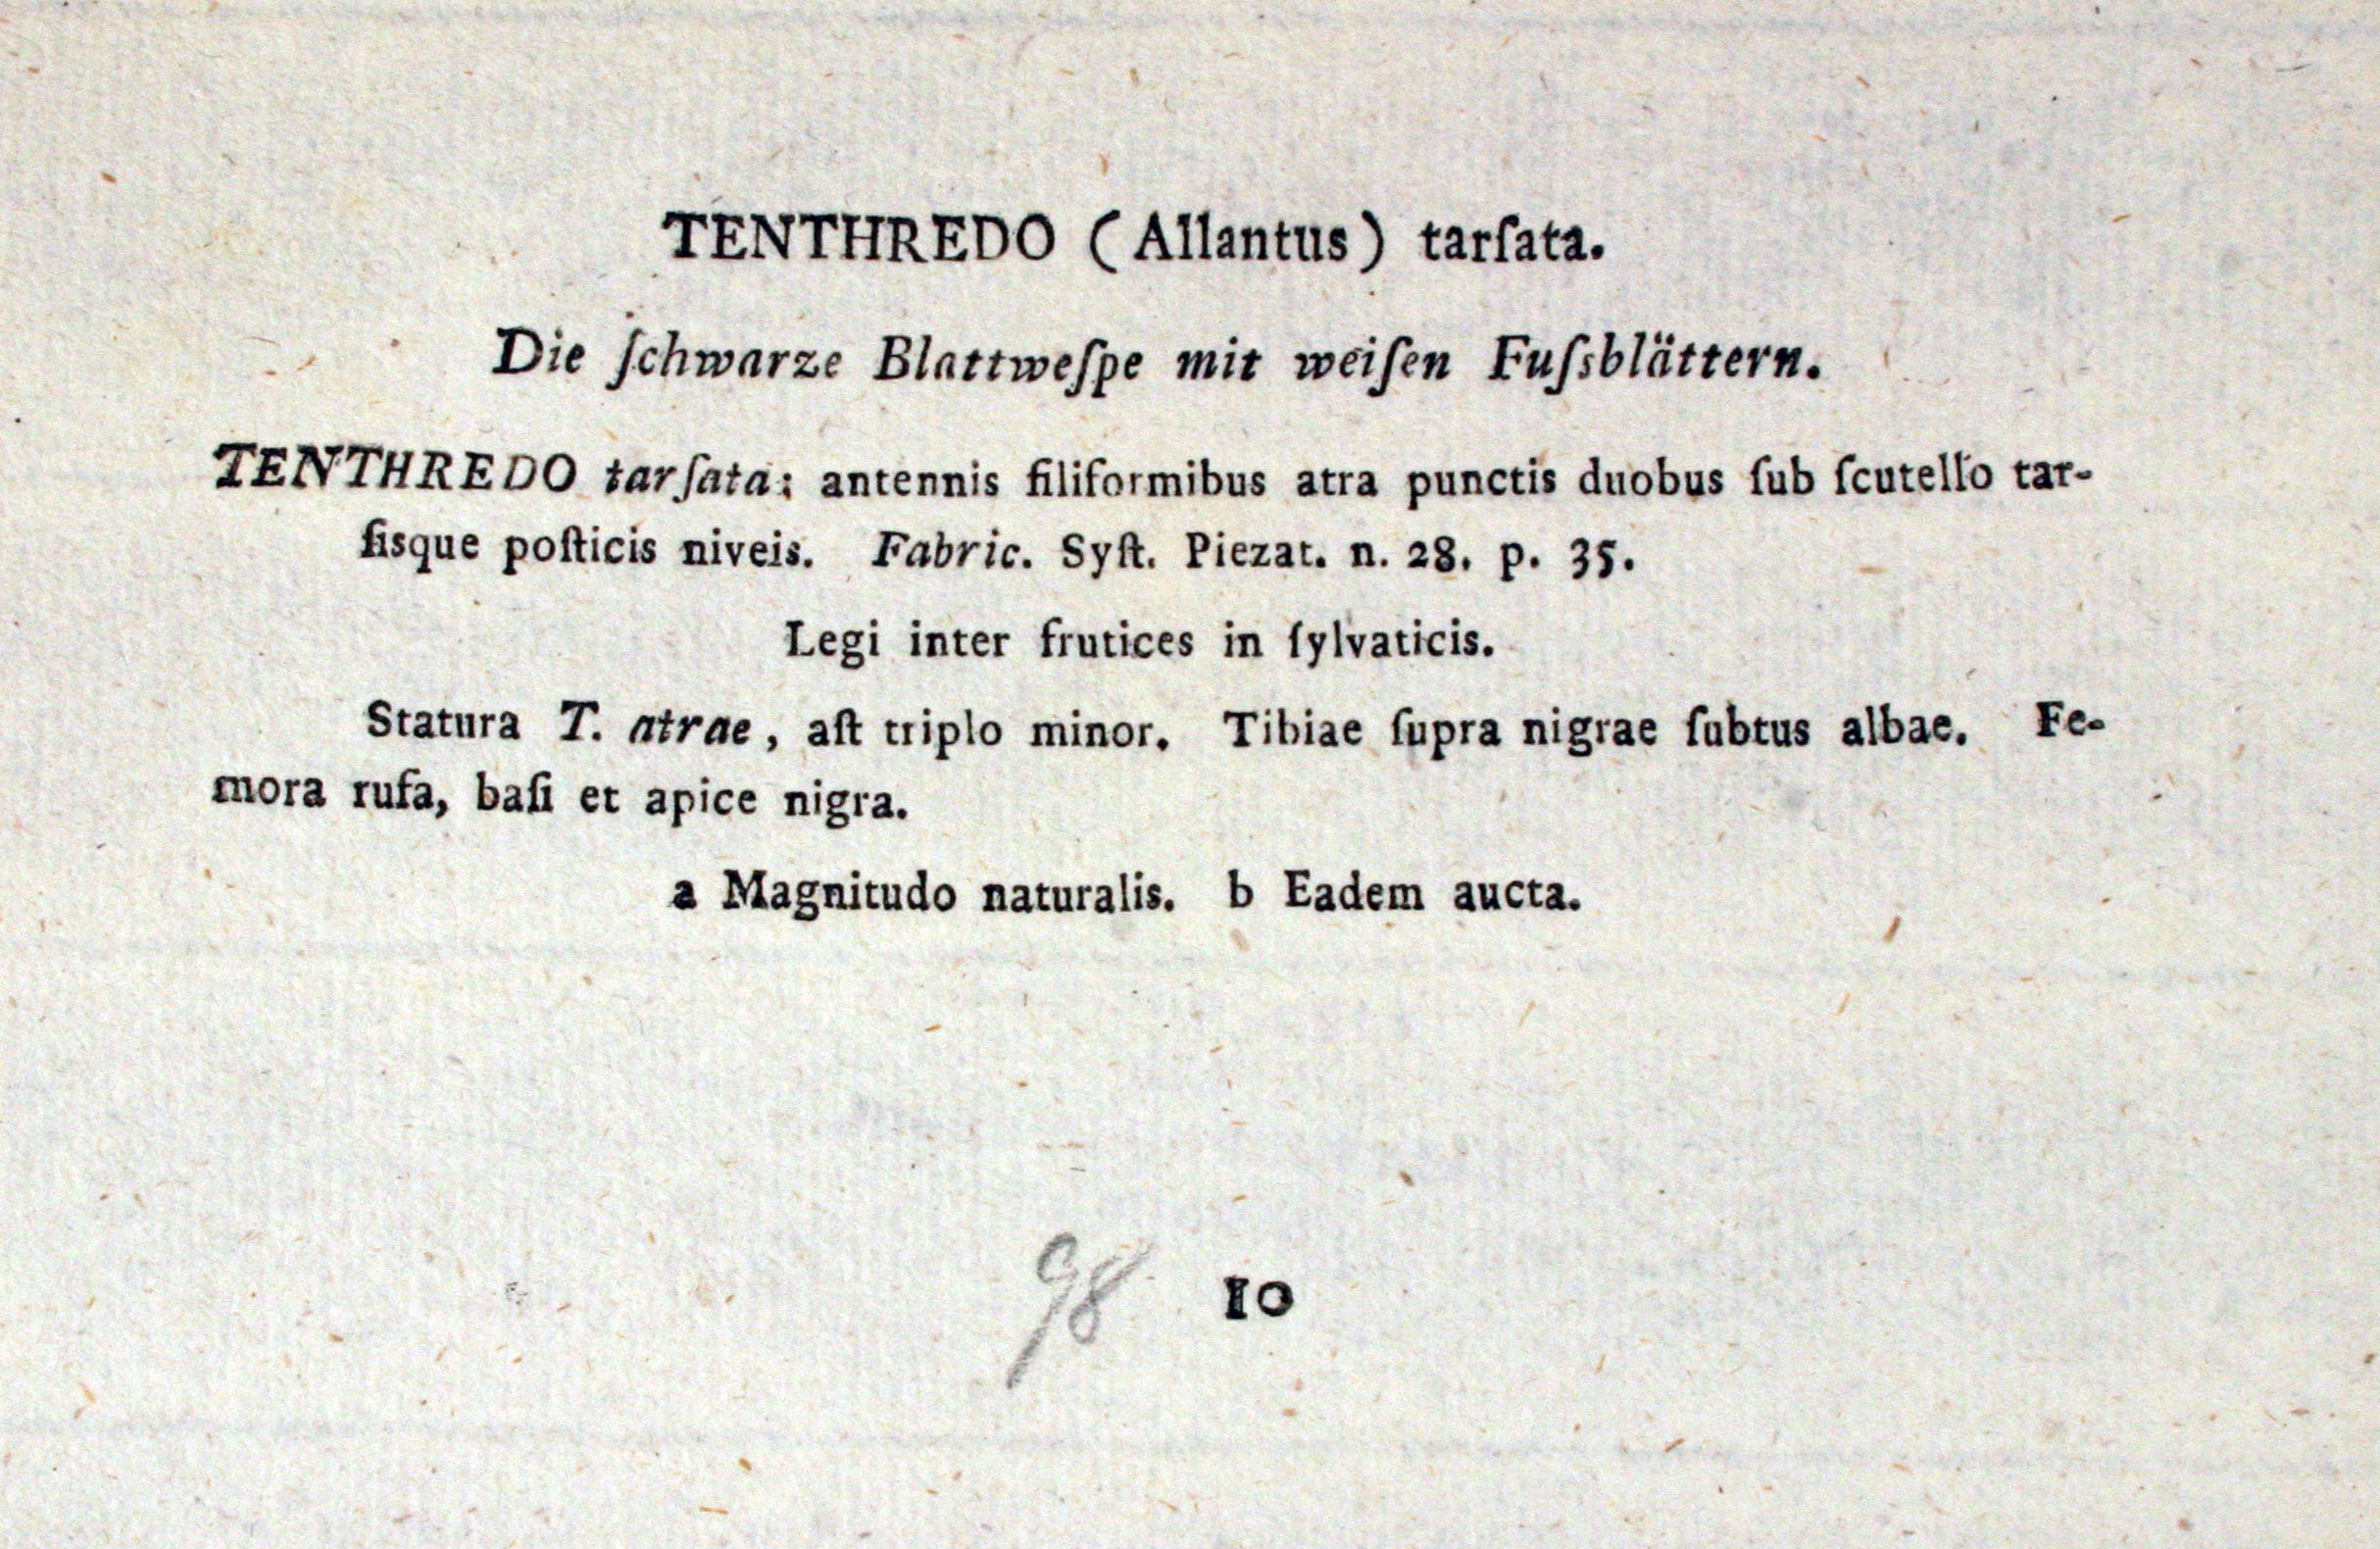 TENTHREDO (Allantus) tarſata.
Die ſchwarze Blattweſpe mit weiſen Fuſsblättern.
TENTHREDO tarſata: antennis filiformibus atra punctis duobus ſub ſcutello tar-
ſisque poſticis niveis. Fabric. Syſt. Piezat. n. 28. p. 35.
Legi inter frutices in ſylvaticis.
Statura T. atrae, aſt triplo minor. Tibiae ſupra nigrae ſubtus albae. Fe-
mora rufa, baſi et apice nigra.
a Magnitudo naturalis. b Eadem aucta.
98 10